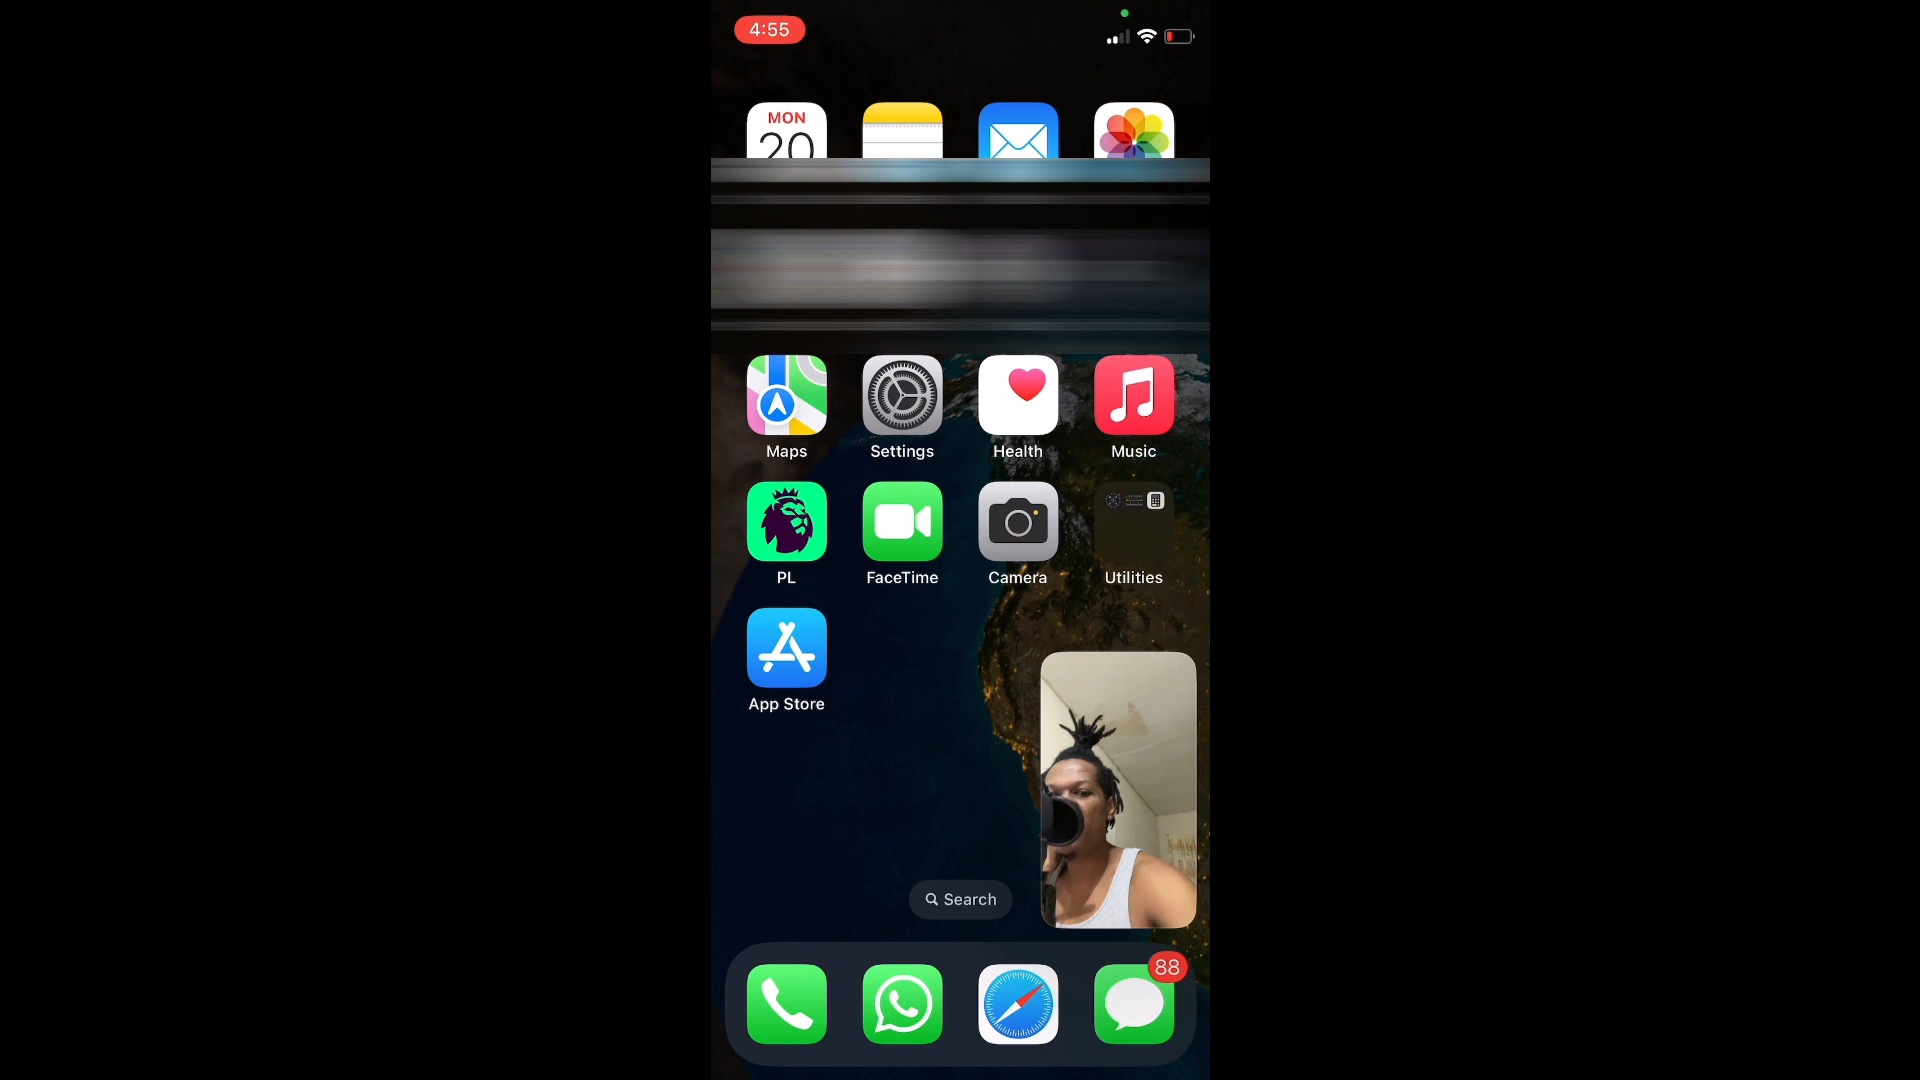 4:55
MON
20
Maps
Settings
Health
Music
PL
FaceTime
Camera
Utilities
App Store
Search
88